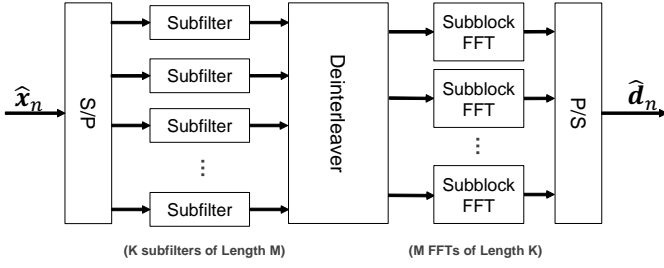 x̂ₙ
S/P
Subfilter
Subfilter
Subfilter
...
Subfilter
Deinterleaver
Subblock
FFT
Subblock
FFT
...
Subblock
FFT
P/S
d̂ₙ
(K subfilters of Length M)
(M FFTs of Length K)